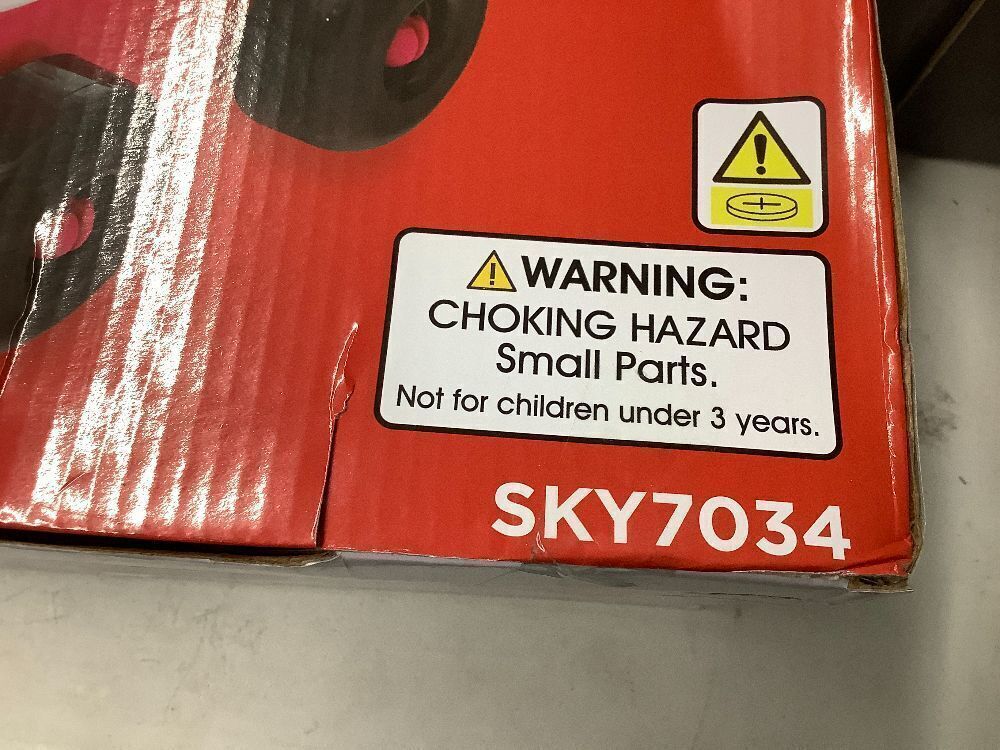 WARNING:
CHOKING HAZARD
Small Parts.
Not for children under 3 years.
SKY7034